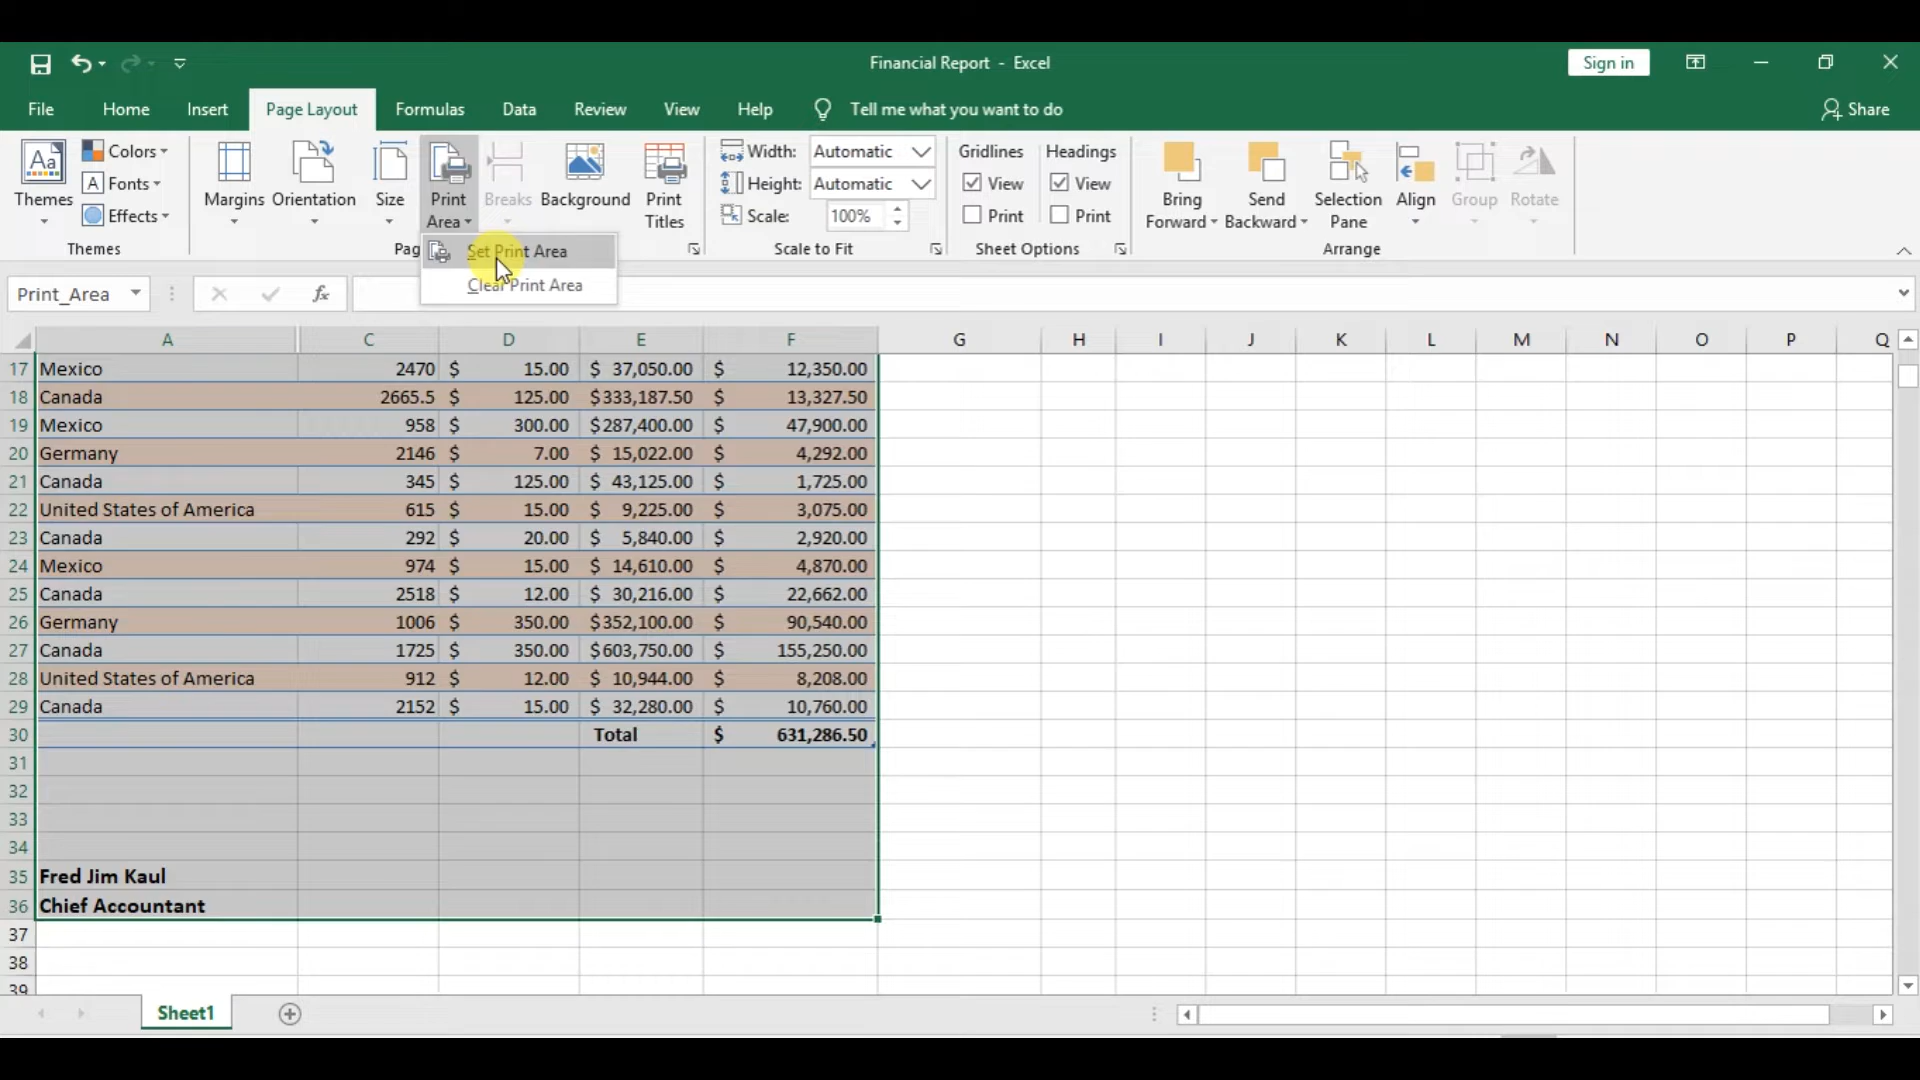 Financial Report - Excel
Sign in
File Home Insert Page Layout Formulas Data Review View Help Tell me what you want to do Share
Themes
Colors
Fonts
Effects
Themes
Margins
Orientation
Size
Print Area
Breaks
Background
Print Titles
Width: Automatic
Height: Automatic
Scale: 100%
Scale to Fit
Gridlines
View
Print
Headings
View
Print
Sheet Options
Bring Forward
Send Backward
Selection Pane
Align
Group
Rotate
Arrange
Set Print Area
Clear Print Area
Print_Area fx
A C D E F G H I J K L M N O P Q
17 Mexico 2470 $ 15.00 $ 37,050.00 $ 12,350.00
18 Canada 2665.5 $ 125.00 $333,187.50 $ 13,327.50
19 Mexico 958 $ 300.00 $287,400.00 $ 47,900.00
20 Germany 2146 $ 7.00 $ 15,022.00 $ 4,292.00
21 Canada 345 $ 125.00 $ 43,125.00 $ 1,725.00
22 United States of America 615 $ 15.00 $ 9,225.00 $ 3,075.00
23 Canada 292 $ 20.00 $ 5,840.00 $ 2,920.00
24 Mexico 974 $ 15.00 $ 14,610.00 $ 4,870.00
25 Canada 2518 $ 12.00 $ 30,216.00 $ 22,662.00
26 Germany 1006 $ 350.00 $352,100.00 $ 90,540.00
27 Canada 1725 $ 350.00 $603,750.00 $ 155,250.00
28 United States of America 912 $ 12.00 $ 10,944.00 $ 8,208.00
29 Canada 2152 $ 15.00 $ 32,280.00 $ 10,760.00
30 Total $ 631,286.50
31
32
33
34
35 Fred Jim Kaul
36 Chief Accountant
37
38
39
Sheet1